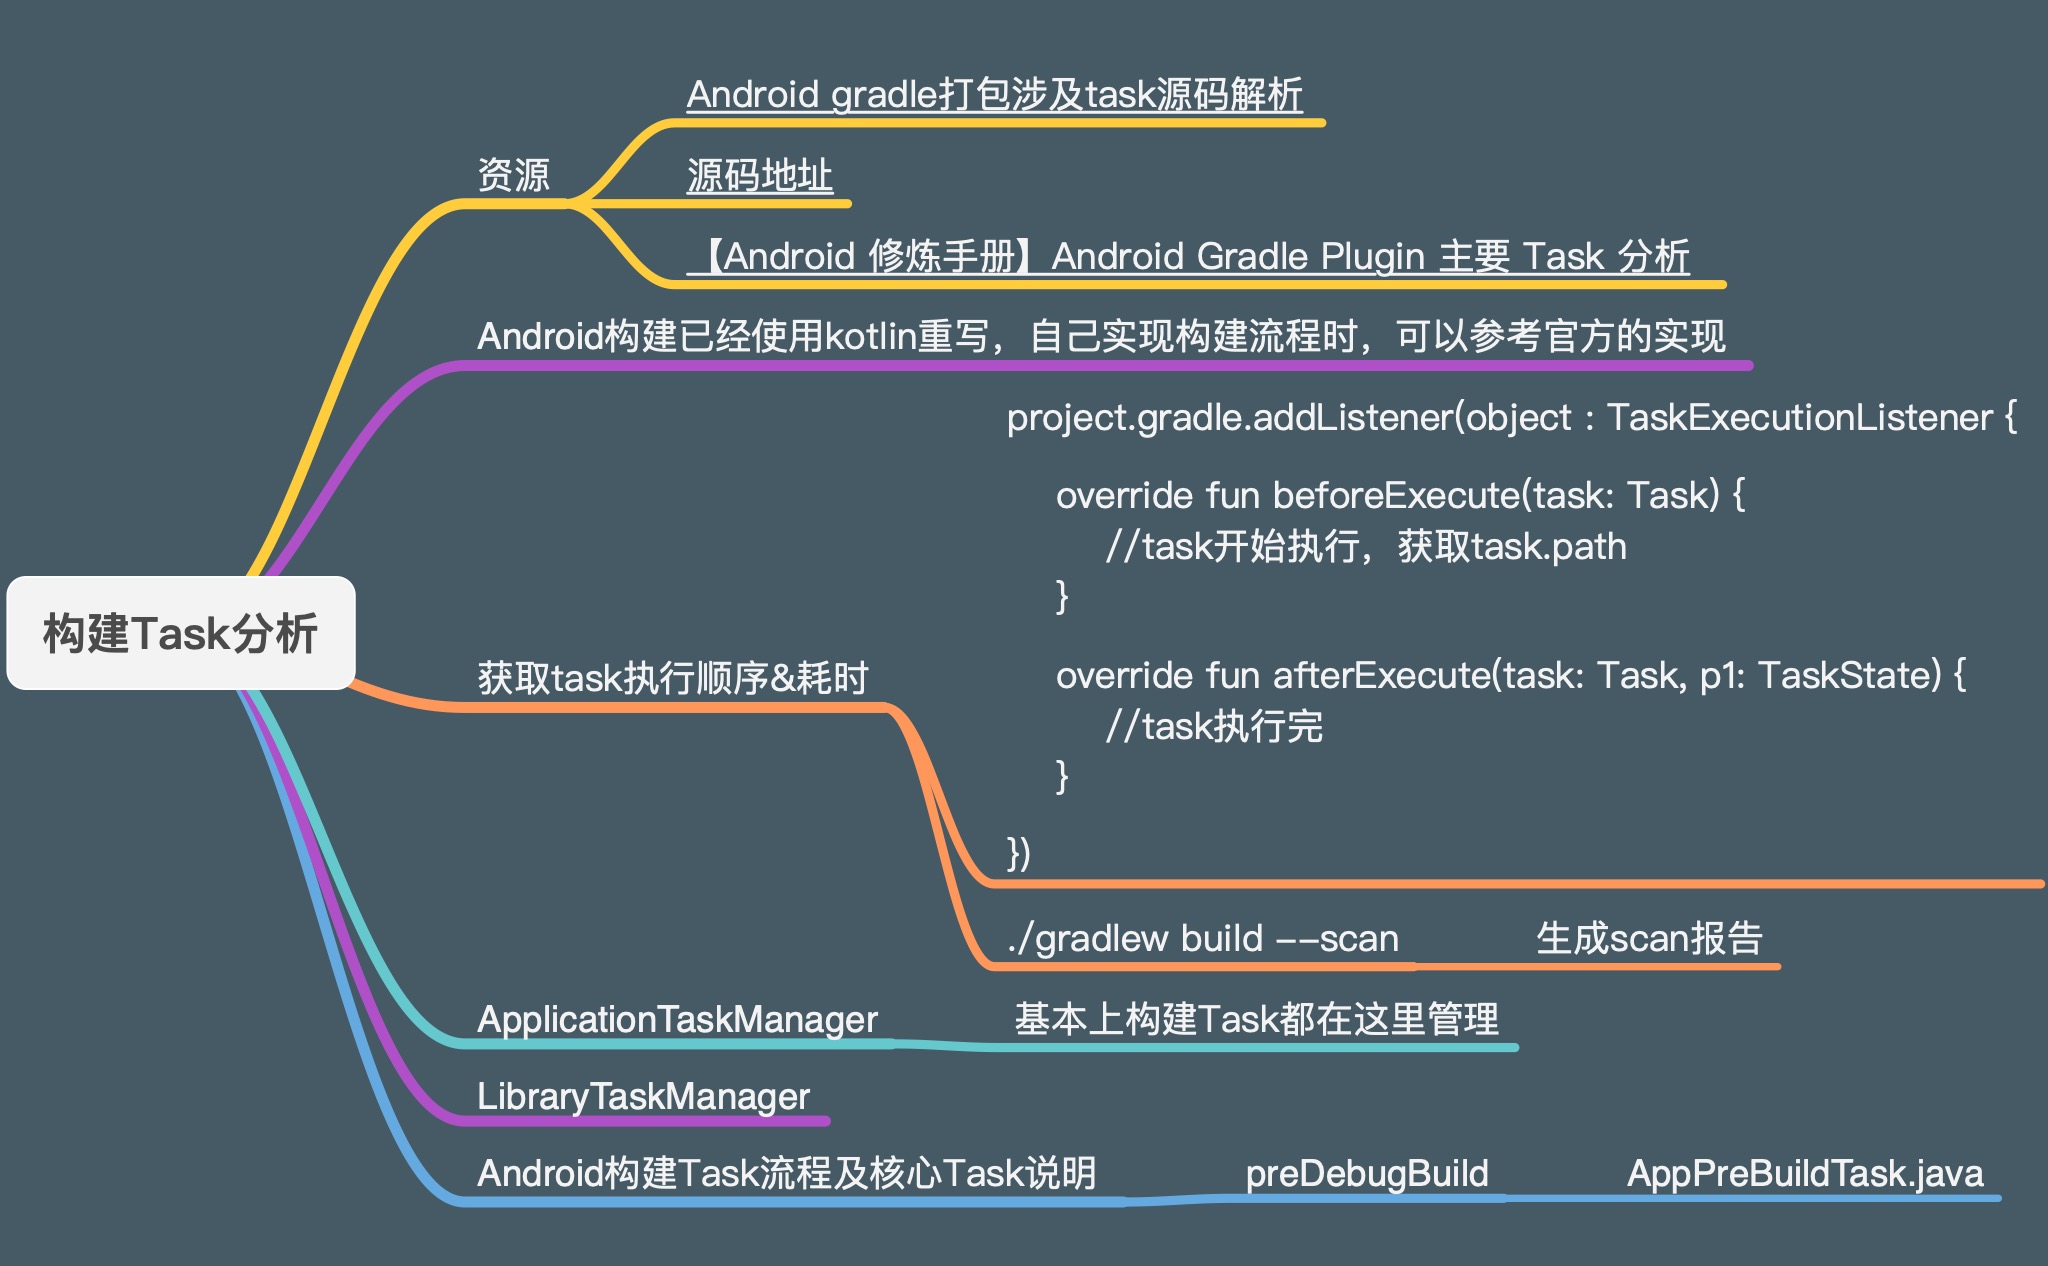 构建Task分析
资源
Android gradle打包涉及task源码解析
源码地址
【Android 修炼手册】Android Gradle Plugin 主要 Task 分析
Android构建已经使用kotlin重写，自己实现构建流程时，可以参考官方的实现
获取task执行顺序&耗时
project.gradle.addListener(object : TaskExecutionListener {
override fun beforeExecute(task: Task) {
//task开始执行，获取task.path
}
override fun afterExecute(task: Task, p1: TaskState) {
//task执行完
}
})
./gradlew build --scan
生成scan报告
ApplicationTaskManager
基本上构建Task都在这里管理
LibraryTaskManager
Android构建Task流程及核心Task说明
preDebugBuild
AppPreBuildTask.java